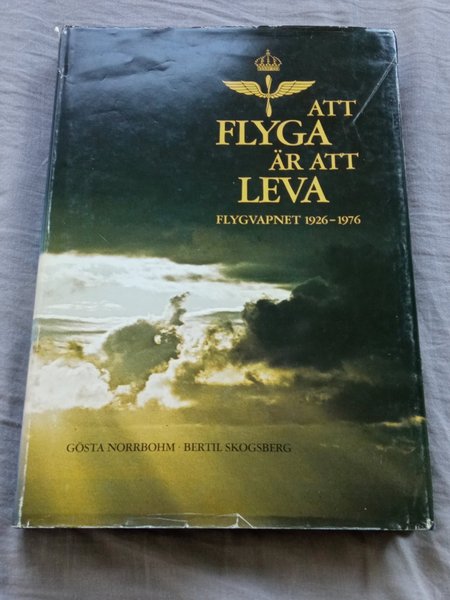 ATT
FLYGA
ÄR ATT
LEVA
FLYGVAPNET 1926–1976
GÖSTA NORRBOHM · BERTIL SKOGSBERG